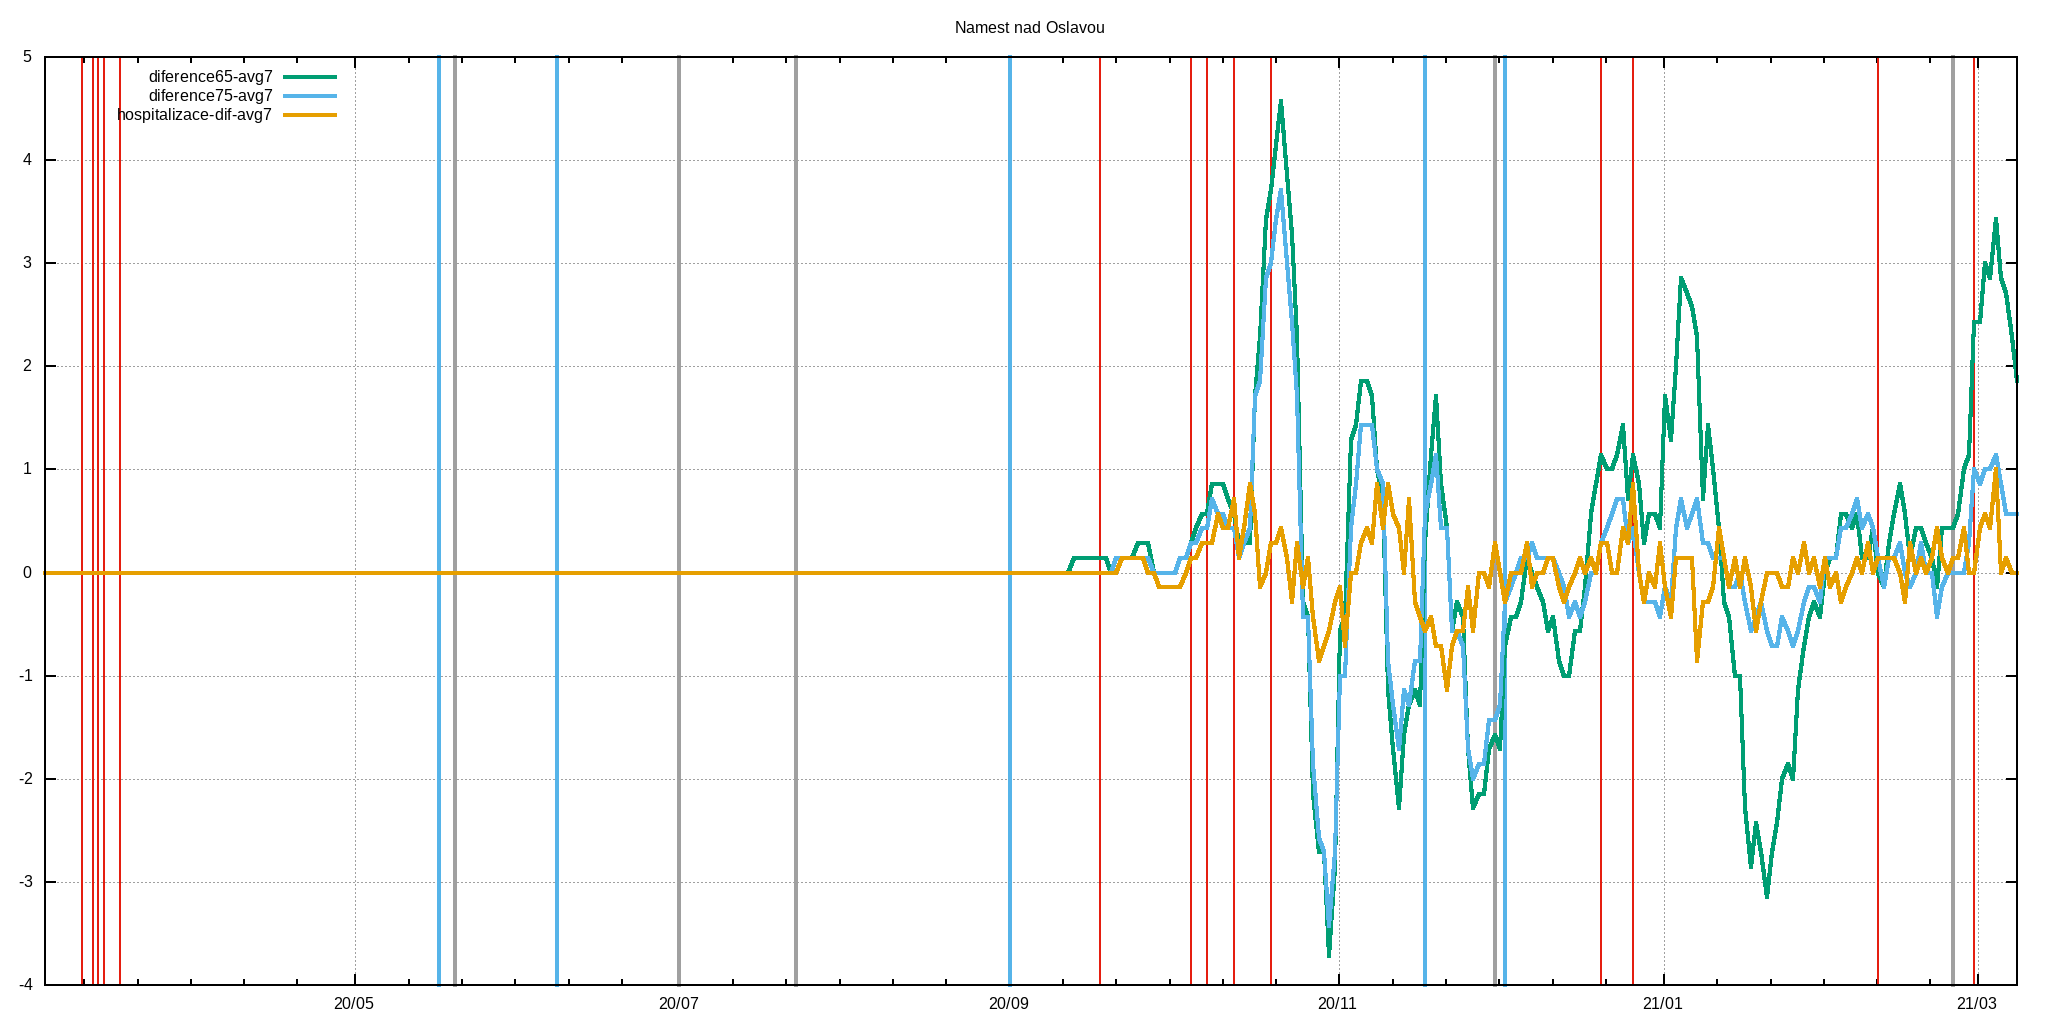 Namest nad Oslavou
5
4
3
2
1
0
-1
-2
-3
-4
diference65-avg7
diference75-avg7
hospitalizace-dif-avg7
20/05 20/07 20/09 20/11 21/01 21/03